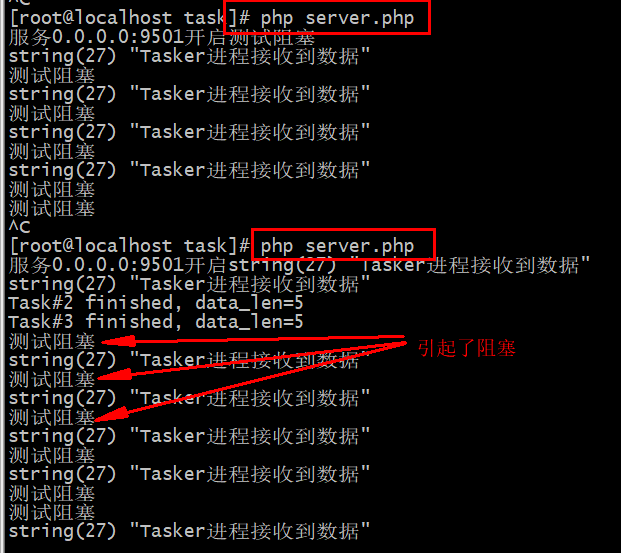 ^C
[root@localhost task]# php server.php
服务0.0.0.0:9501开启测试阻塞
string(27) "Tasker进程接收到数据"
测试阻塞
string(27) "Tasker进程接收到数据"
测试阻塞
string(27) "Tasker进程接收到数据"
测试阻塞
string(27) "Tasker进程接收到数据"
测试阻塞
测试阻塞
^C
[root@localhost task]# php server.php
服务0.0.0.0:9501开启string(27) "Tasker进程接收到数据"
string(27) "Tasker进程接收到数据"
Task#2 finished, data_len=5
Task#3 finished, data_len=5
测试阻塞
引起了阻塞
string(27) "Tasker进程接收到数据"
测试阻塞
string(27) "Tasker进程接收到数据"
测试阻塞
string(27) "Tasker进程接收到数据"
测试阻塞
string(27) "Tasker进程接收到数据"
测试阻塞
测试阻塞
string(27) "Tasker进程接收到数据"